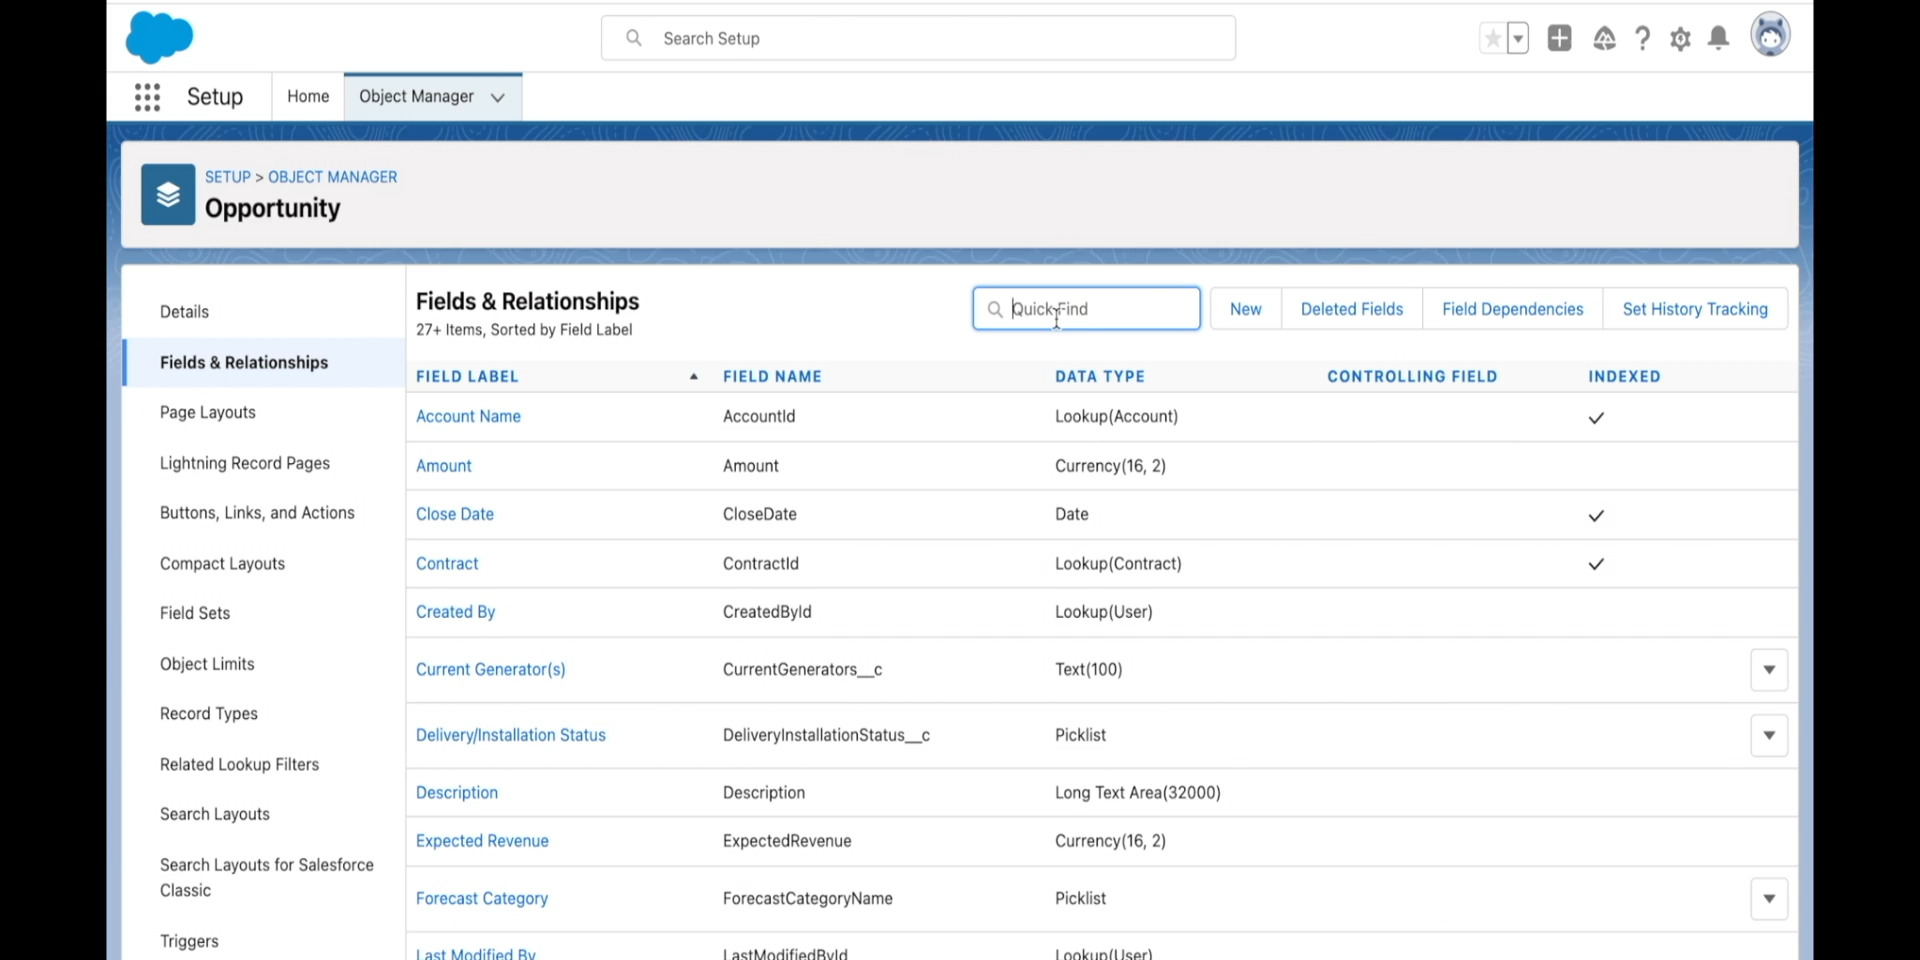 Search Setup
Setup
Home
Object Manager
SETUP > OBJECT MANAGER
Opportunity
Details
Fields & Relationships
Page Layouts
Lightning Record Pages
Buttons, Links, and Actions
Compact Layouts
Field Sets
Object Limits
Record Types
Related Lookup Filters
Search Layouts
Search Layouts for Salesforce
Classic
Triggers
Fields & Relationships
27+ Items, Sorted by Field Label
Quick Find
New
Deleted Fields
Field Dependencies
Set History Tracking
FIELD LABEL FIELD NAME DATA TYPE CONTROLLING FIELD INDEXED
Account Name AccountId Lookup(Account)
Amount Amount Currency(16, 2)
Close Date CloseDate Date
Contract ContractId Lookup(Contract)
Created By CreatedById Lookup(User)
Current Generator(s) CurrentGenerators__c Text(100)
Delivery/Installation Status DeliveryInstallationStatus__c Picklist
Description Description Long Text Area(32000)
Expected Revenue ExpectedRevenue Currency(16, 2)
Forecast Category ForecastCategoryName Picklist
Last Modified By LastModifiedById Lookup(User)